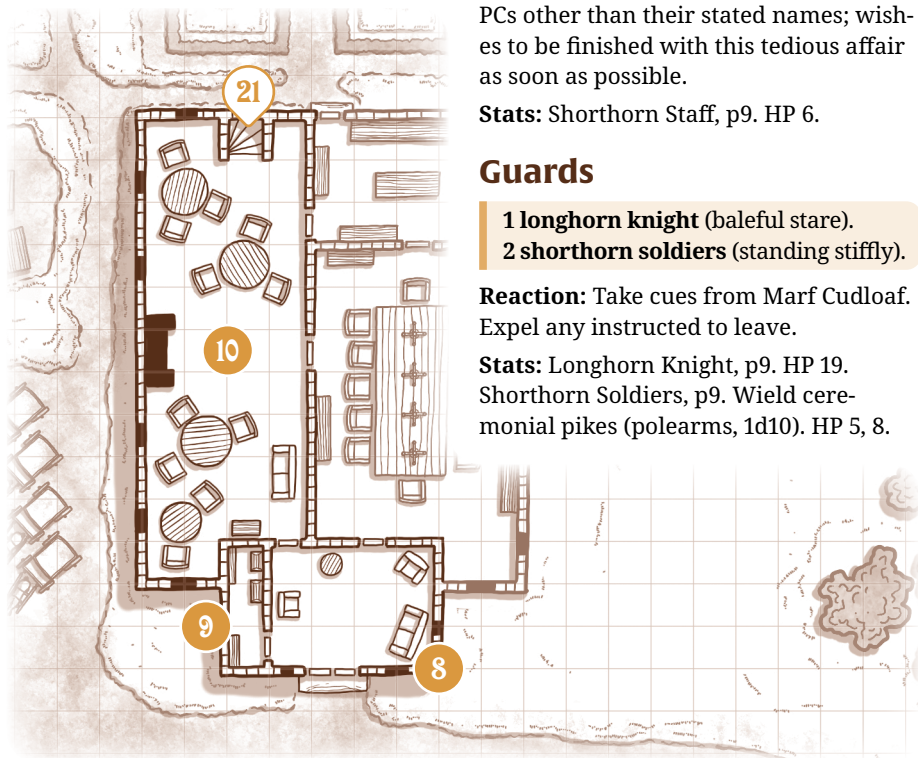 PCs other than their stated names; wish-
es to be finished with this tedious affair
as soon as possible.
Stats: Shorthorn Staff, p9. HP 6.
Guards
1 longhorn knight (baleful stare).
2 shorthorn soldiers (standing stiffly).
Reaction: Take cues from Marf Cudloaf.
Expel any instructed to leave.
Stats: Longhorn Knight, p9. HP 19.
Shorthorn Soldiers, p9. Wield cere-
monial pikes (polearms, 1d10). HP 5, 8.
21
10
9
8